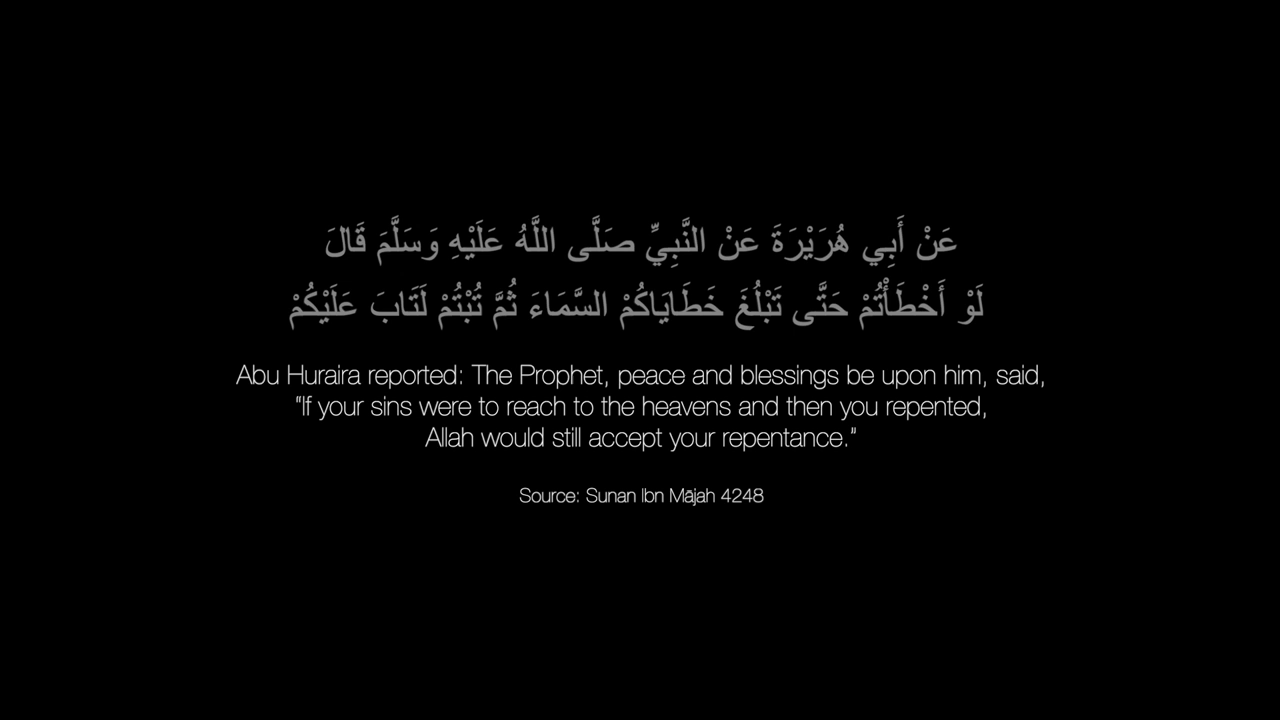 عَنْ أَبِي هُرَيْرَةَ عَنْ النَّبِيِّ صَلَّى اللَّهُ عَلَيْهِ وَسَلَّمَ قَالَ
لَوْ أَخْطَأْتُمْ حَتَّى تَبْلُغَ خَطَايَاكُمْ السَّمَاءَ ثُمَّ تُبْتُمْ لَتَابَ عَلَيْكُمْ
Abu Huraira reported: The Prophet, peace and blessings be upon him, said,
"If your sins were to reach to the heavens and then you repented,
Allah would still accept your repentance."
Source: Sunan Ibn Mājah 4248